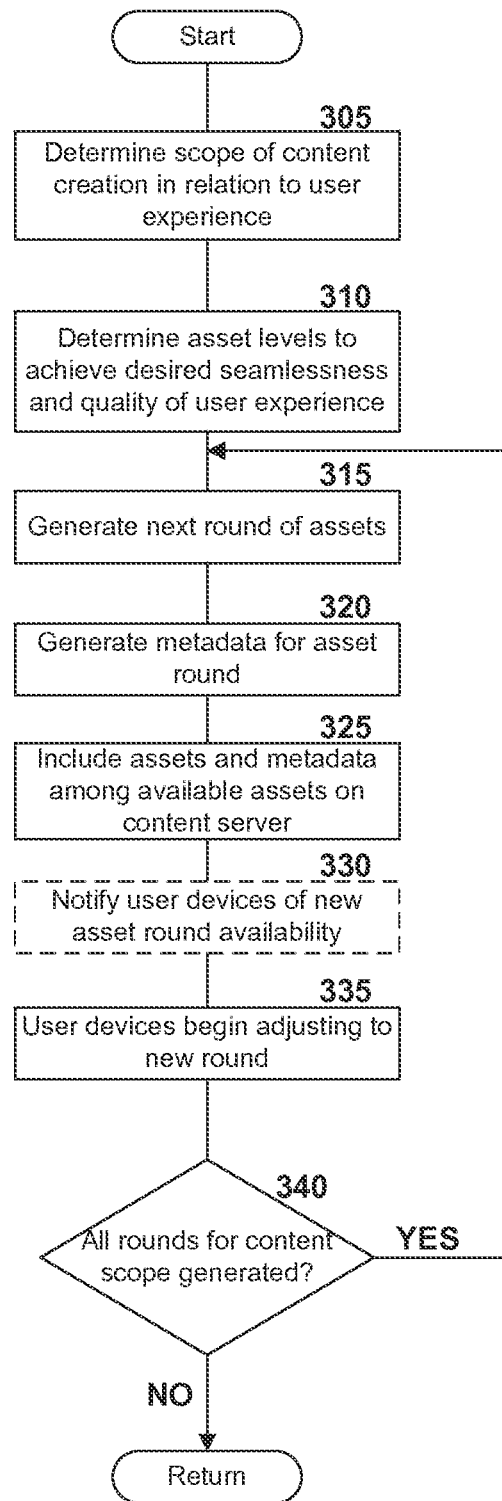 Start
305
Determine scope of content
creation in relation to user
experience
310
Determine asset levels to
achieve desired seamlessness
and quality of user experience
315
Generate next round of assets
320
Generate metadata for asset
round
325
Include assets and metadata
among available assets on
content server
330
Notify user devices of new
asset round availability
335
User devices begin adjusting to
new round
340
All rounds for content
scope generated?
YES
NO
Return